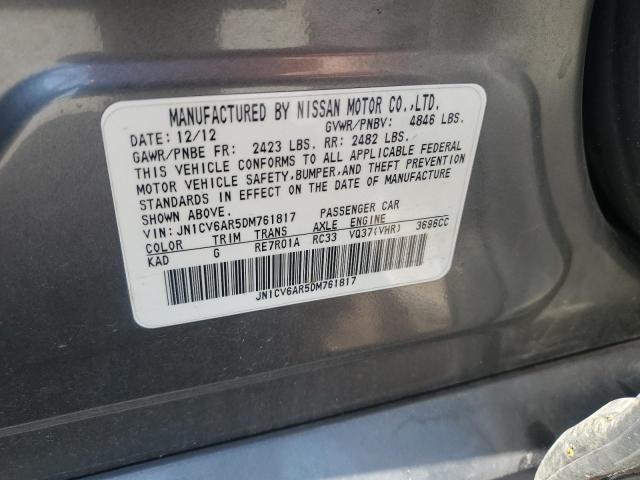 MANUFACTURED BY NISSAN MOTOR CO.,LTD.
DATE: 12/12 GVWR/PNBV: 4846 LBS.
GAWR/PNBE FR: 2423 LBS. RR: 2482 LBS.
THIS VEHICLE CONFORMS TO ALL APPLICABLE FEDERAL
MOTOR VEHICLE SAFETY,BUMPER,AND THEFT PREVENTION
STANDARDS IN EFFECT ON THE DATE OF MANUFACTURE
SHOWN ABOVE.
VIN: JN1CV6AR5DM761817 PASSENGER CAR
COLOR TRIM TRANS AXLE ENGINE
KAD G RE7R01A RC33 VQ37(VHR) 3696CC
JN1CV6AR5DM761817